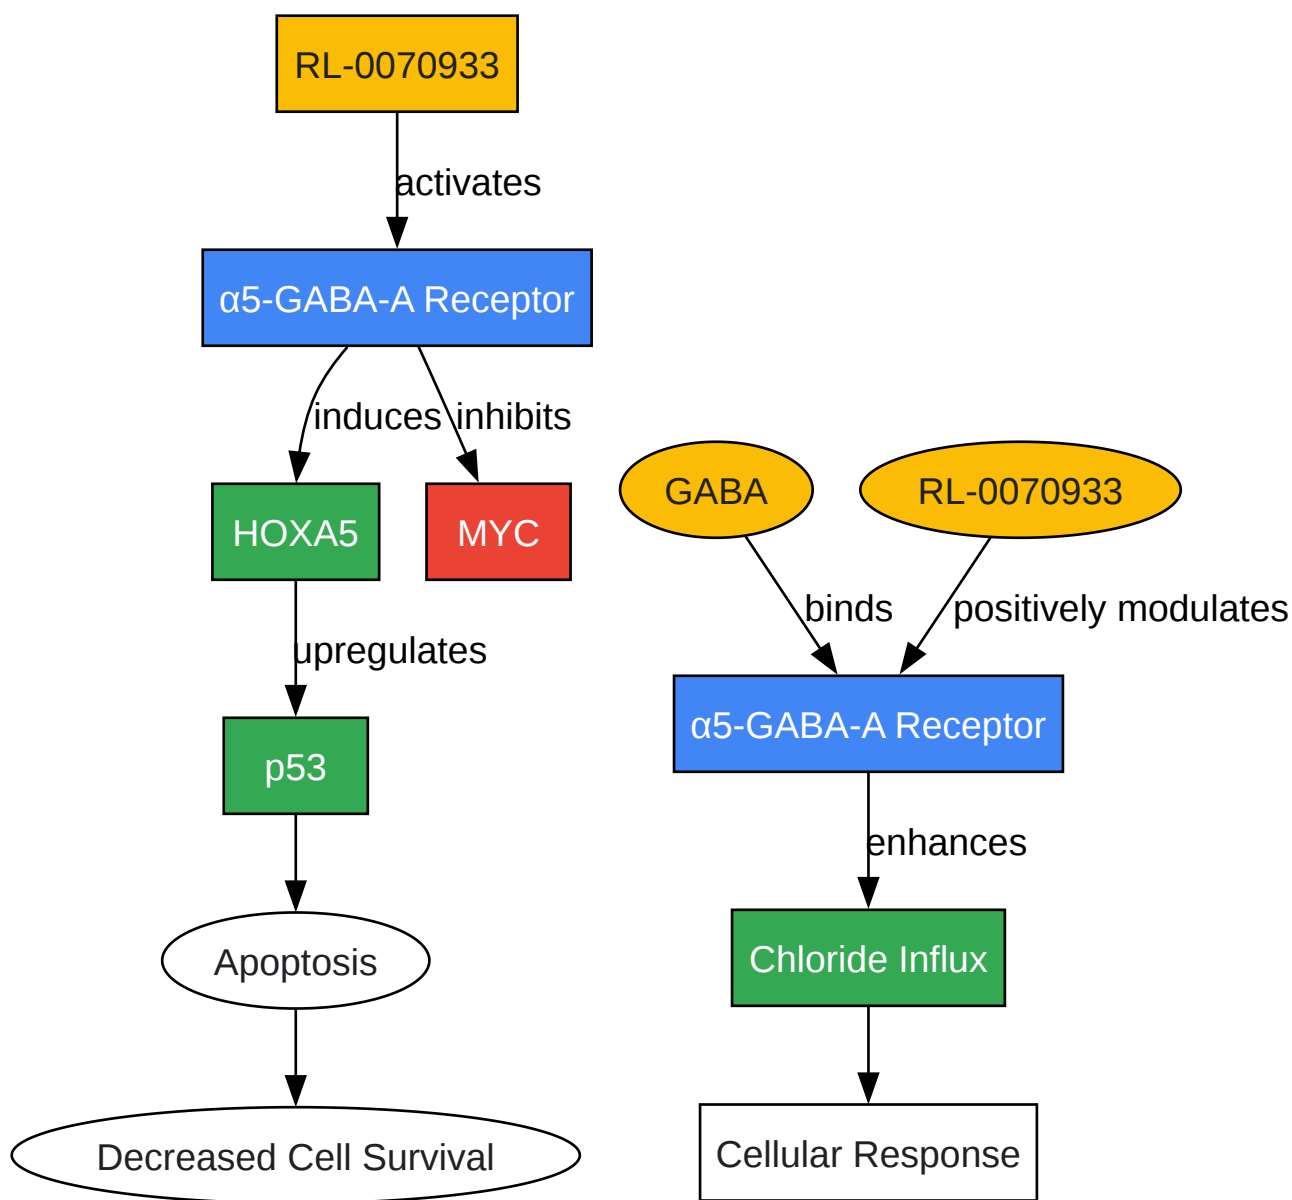 RL-0070933
activates
α5-GABA-A Receptor
induces
inhibits
HOXA5
MYC
upregulates
p53
Apoptosis
Decreased Cell Survival
GABA
RL-0070933
binds
positively modulates
α5-GABA-A Receptor
enhances
Chloride Influx
Cellular Response